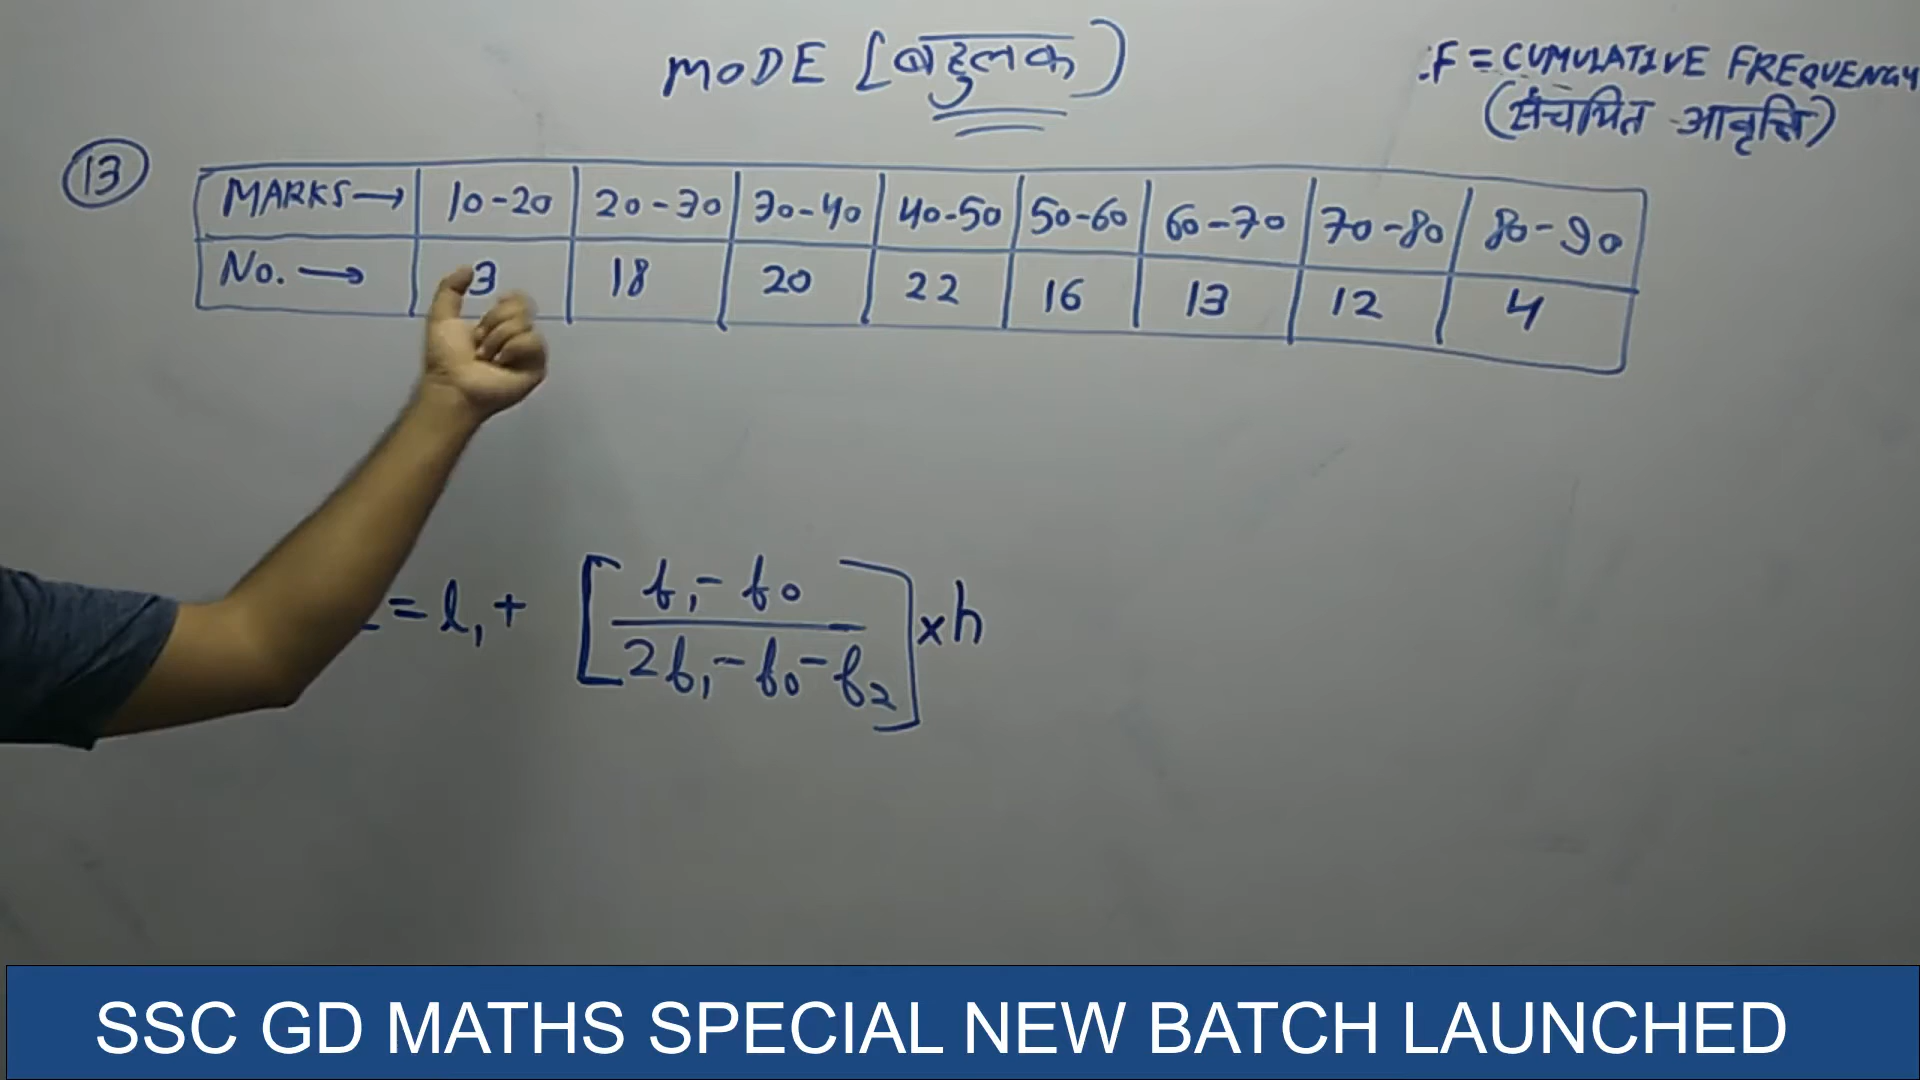 MODE [बहुलक)
.F = CUMULATIVE FREQUENCY
(संचयित आवृत्ति)
13
MARKS→ 10-20 20-30 30-40 40-50 50-60 60-70 70-80 80-90
No. → 3 18 20 22 16 13 12 4
= l₁ + [ f₁ - f₀ / 2f₁ - f₀ - f₂ ] × h
SSC GD MATHS SPECIAL NEW BATCH LAUNCHED